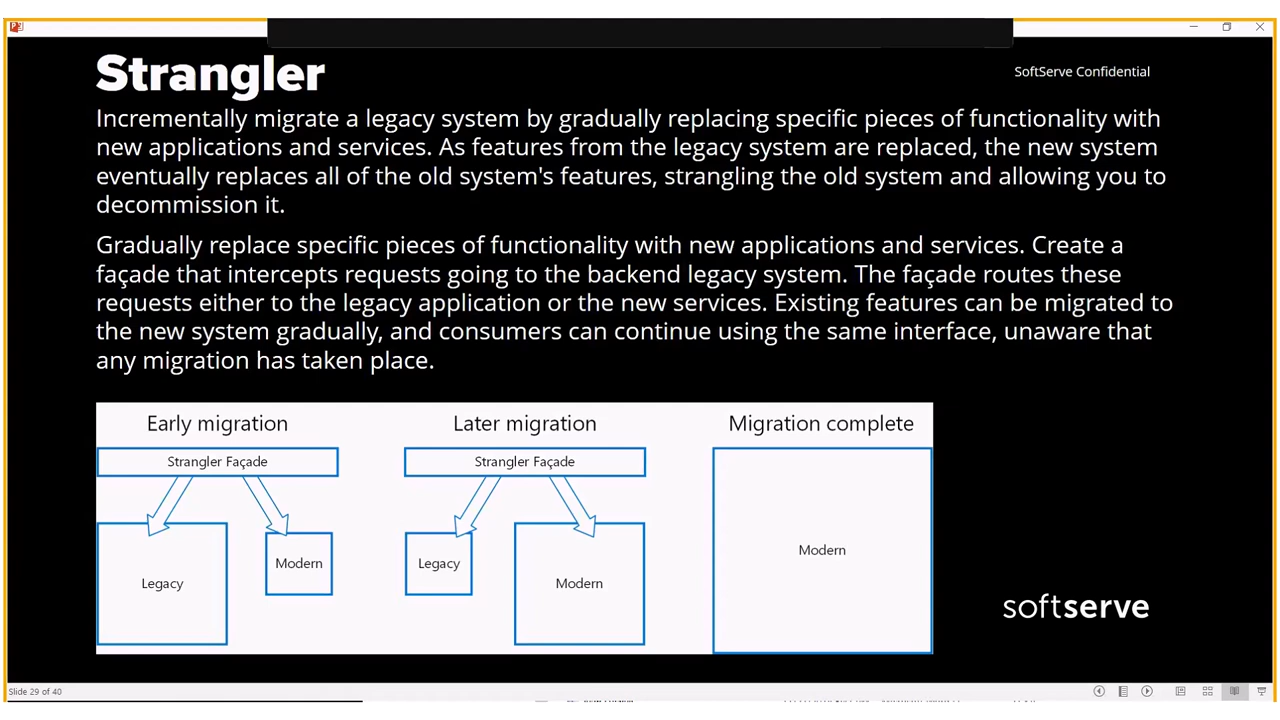 Strangler
SoftServe Confidential
Incrementally migrate a legacy system by gradually replacing specific pieces of functionality with
new applications and services. As features from the legacy system are replaced, the new system
eventually replaces all of the old system's features, strangling the old system and allowing you to
decommission it.
Gradually replace specific pieces of functionality with new applications and services. Create a
façade that intercepts requests going to the backend legacy system. The façade routes these
requests either to the legacy application or the new services. Existing features can be migrated to
the new system gradually, and consumers can continue using the same interface, unaware that
any migration has taken place.
Early migration
Strangler Façade
Legacy
Modern
Later migration
Strangler Façade
Legacy
Modern
Migration complete
Modern
softserve
Slide 29 of 40